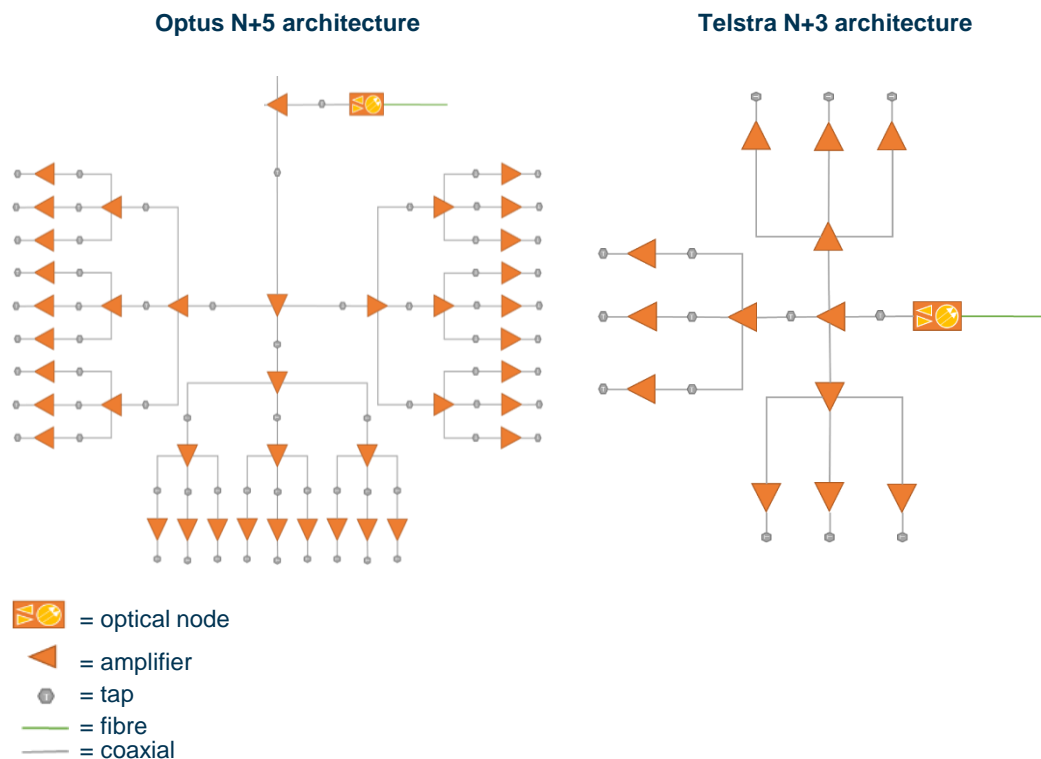 Optus N+5 architecture
Telstra N+3 architecture
= optical node
= amplifier
= tap
= fibre
= coaxial